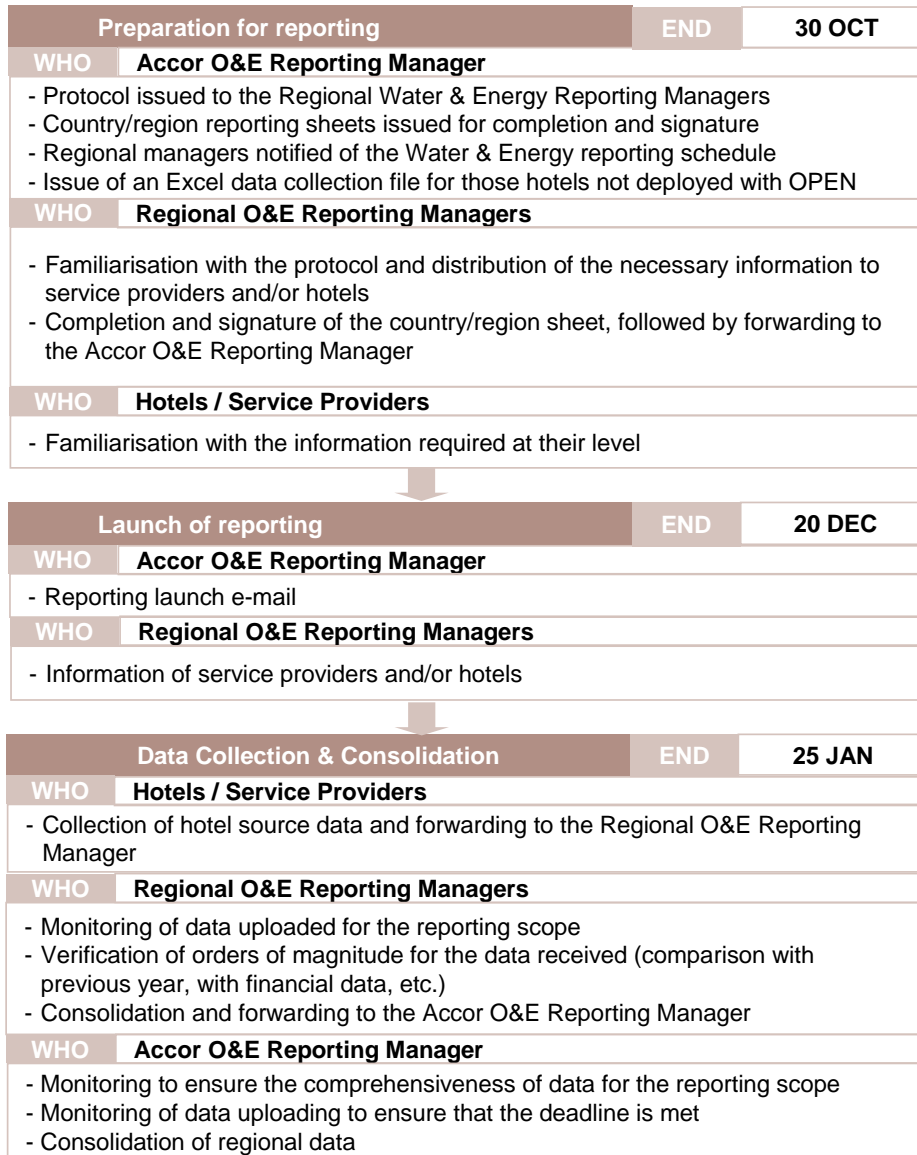 Preparation for reporting END 30 OCT
WHO Accor O&E Reporting Manager
- Protocol issued to the Regional Water & Energy Reporting Managers
- Country/region reporting sheets issued for completion and signature
- Regional managers notified of the Water & Energy reporting schedule
- Issue of an Excel data collection file for those hotels not deployed with OPEN
WHO Regional O&E Reporting Managers
- Familiarisation with the protocol and distribution of the necessary information to
service providers and/or hotels
- Completion and signature of the country/region sheet, followed by forwarding to
the Accor O&E Reporting Manager
WHO Hotels / Service Providers
- Familiarisation with the information required at their level
Launch of reporting END 20 DEC
WHO Accor O&E Reporting Manager
- Reporting launch e-mail
WHO Regional O&E Reporting Managers
- Information of service providers and/or hotels
Data Collection & Consolidation END 25 JAN
WHO Hotels / Service Providers
- Collection of hotel source data and forwarding to the Regional O&E Reporting
Manager
WHO Regional O&E Reporting Managers
- Monitoring of data uploaded for the reporting scope
- Verification of orders of magnitude for the data received (comparison with
previous year, with financial data, etc.)
- Consolidation and forwarding to the Accor O&E Reporting Manager
WHO Accor O&E Reporting Manager
- Monitoring to ensure the comprehensiveness of data for the reporting scope
- Monitoring of data uploading to ensure that the deadline is met
- Consolidation of regional data